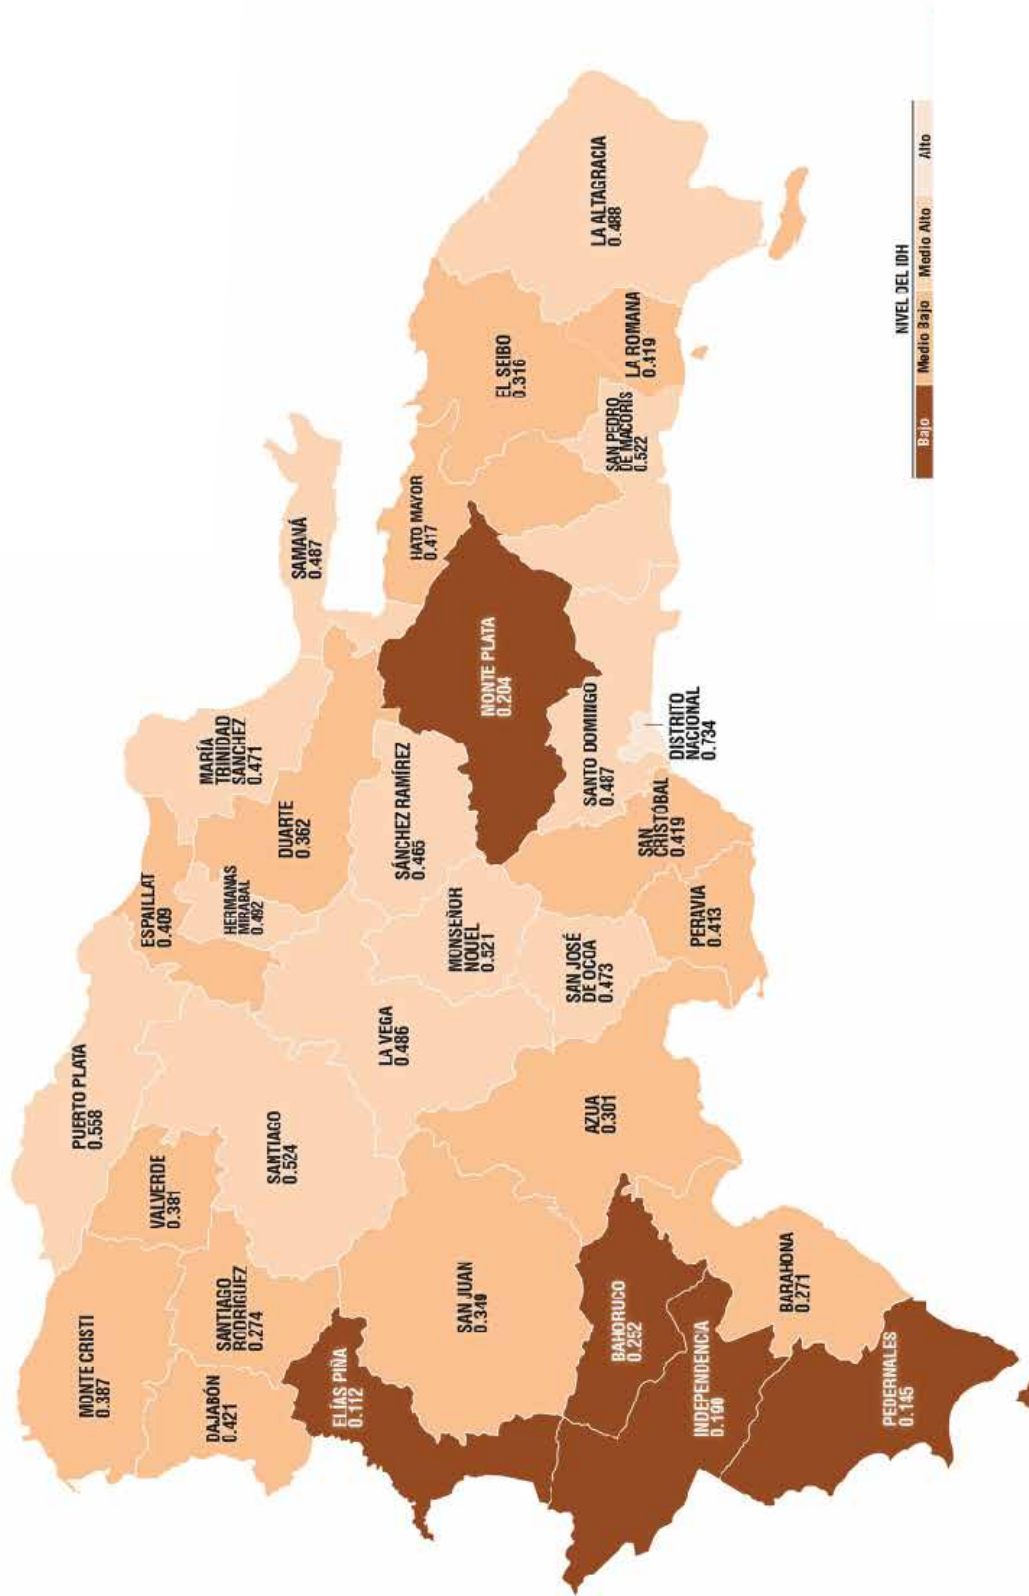 MONTE CRISTI
0.387
PUERTO PLATA
0.558
ESPAILLAT
0.409
MARÍA
TRINIDAD
SÁNCHEZ
0.471
SAMANÁ
0.487
VALVERDE
0.381
DAJABÓN
0.421
SANTIAGO
RODRÍGUEZ
0.274
SANTIAGO
0.524
HERMANAS
MIRABAL
0.492
DUARTE
0.362
ELÍAS PIÑA
0.112
LA VEGA
0.486
SÁNCHEZ RAMÍREZ
0.465
HATO MAYOR
0.417
SAN JUAN
0.349
MONSEÑOR
NOUEL
0.521
MONTE PLATA
0.204
EL SEIBO
0.316
LA ALTAGRACIA
0.488
BAHORUCO
0.252
AZUA
0.301
SAN JOSÉ
DE OCOA
0.473
SANTO DOMINGO
0.487
SAN PEDRO
DE MACORÍS
0.522
LA ROMANA
0.419
INDEPENDENCIA
0.190
SAN
CRISTÓBAL
0.419
DISTRITO
NACIONAL
0.734
PERAVIA
0.413
BARAHONA
0.271
PEDERNALES
0.145
NIVEL DEL IDH
Bajo Medio Bajo Medio Alto Alto